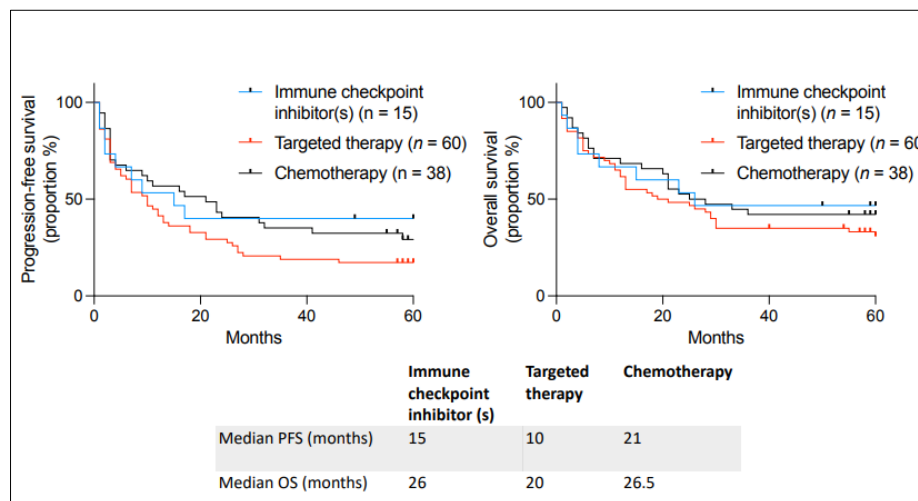 Progression-free survival
(proportion %)
100
50
0
0
20
40
60
Months
Immune checkpoint
inhibitor(s) (n = 15)
Targeted therapy (n = 60)
Chemotherapy (n = 38)
Overall survival
(pvoportion %)
100
50
0
0
20
40
60
Months
Immune checkpoint
inhibitor(s) (n = 15)
Targeted therapy (n = 60
Chemotherapy (n = 38)
Immune checkpoint inhibitor (s)
Targeted therapy
Chemotherapy
Median PFS (months) 15 10 21
Median OS (months) 26 20 26.5